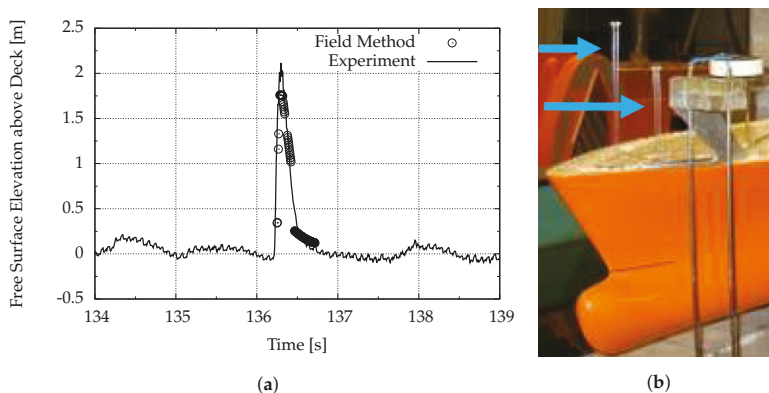 Free Surface Elevation above Deck [m]
2.5
2
1.5
1
0.5
0
-0.5
Field Method
Experiment
134
135
136
137
138
139
Time [s]
(a)
(b)